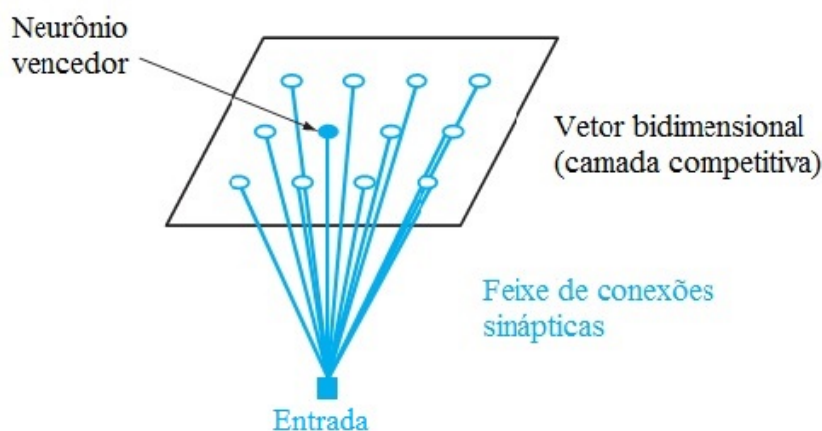 Neurônio
vencedor
Vetor bidimensional
(camada competitiva)
Feixe de conexões
sinápticas
Entrada